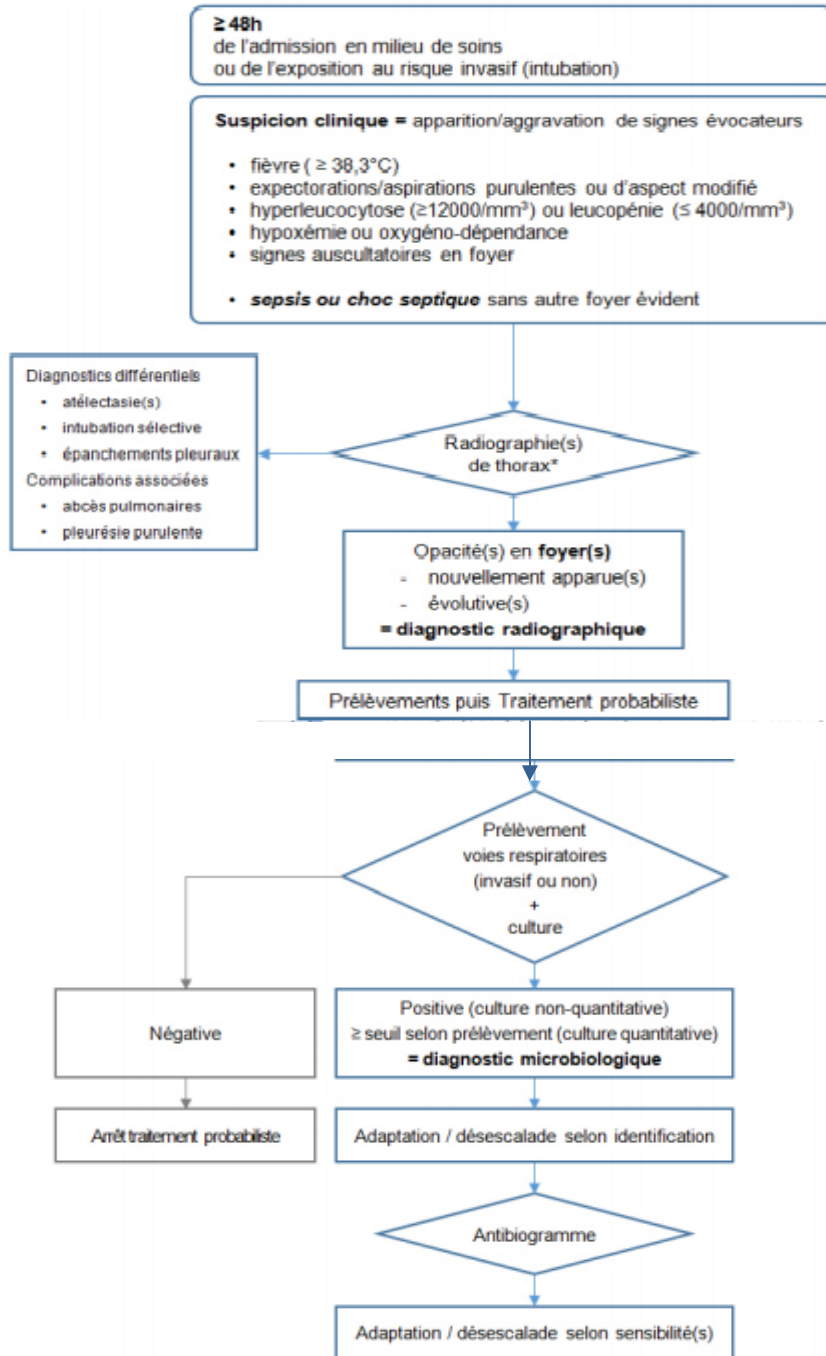 ≥ 48h
de l'admission en milieu de soins
ou de l'exposition au risque invasif (intubation)
Suspicion clinique = apparition/aggravation de signes évocateurs
• fièvre ( ≥ 38,3°C)
• expectorations/aspirations purulentes ou d'aspect modifié
• hyperleucocytose (≥12000/mm³) ou leucopénie (≤ 4000/mm³)
• hypoxémie ou oxygéno-dépendance
• signes auscultatoires en foyer
• sepsis ou choc septique sans autre foyer évident
Diagnostics différentiels
• atélectasie(s)
• intubation sélective
• épanchements pleuraux
Complications associées
• abcès pulmonaires
• pleurésie purulente
Radiographie(s)
de thorax*
Opacité(s) en foyer(s)
- nouvellement apparue(s)
- évolutive(s)
= diagnostic radiographique
Prélèvements puis Traitement probabiliste
Prélèvement
voies respiratoires
(invasif ou non)
+
culture
Négative
Positive (culture non-quantitative)
≥ seuil selon prélèvement (culture quantitative)
= diagnostic microbiologique
Arrêt traitement probabiliste
Adaptation / désescalade selon identification
Antibiogramme
Adaptation / désescalade selon sensibilité(s)